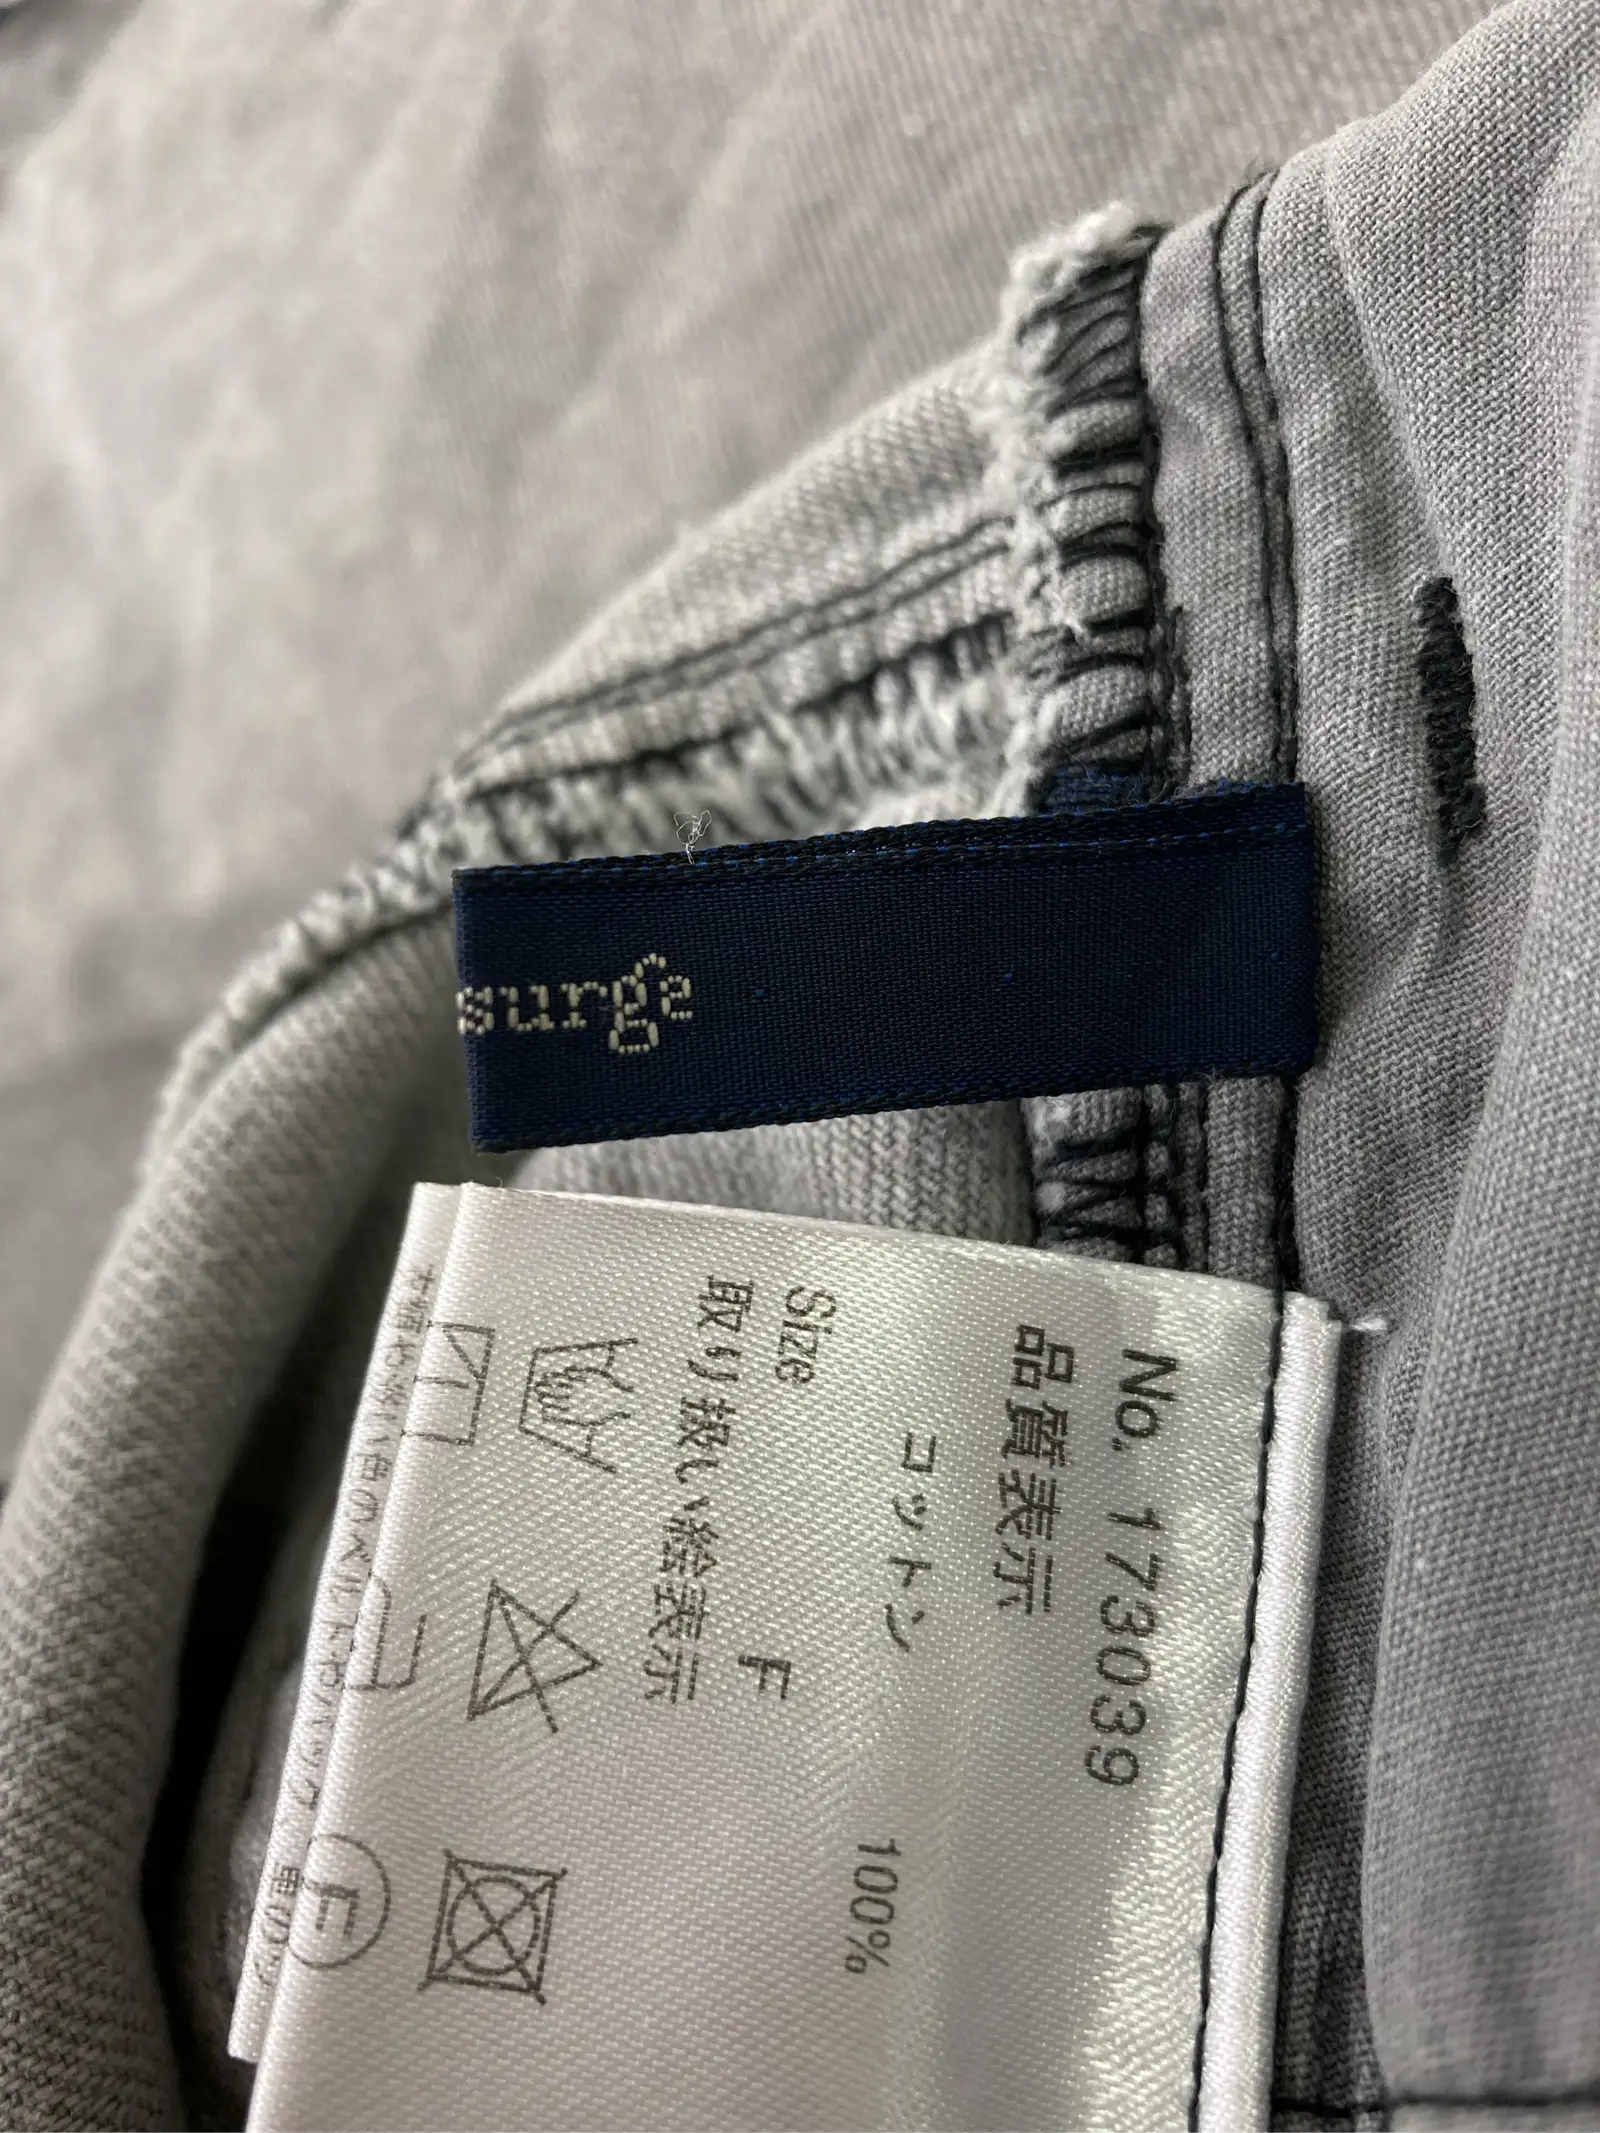 surge
No. 173039
品質表示
コットン 100%
Size F
取り扱い絵表示
F